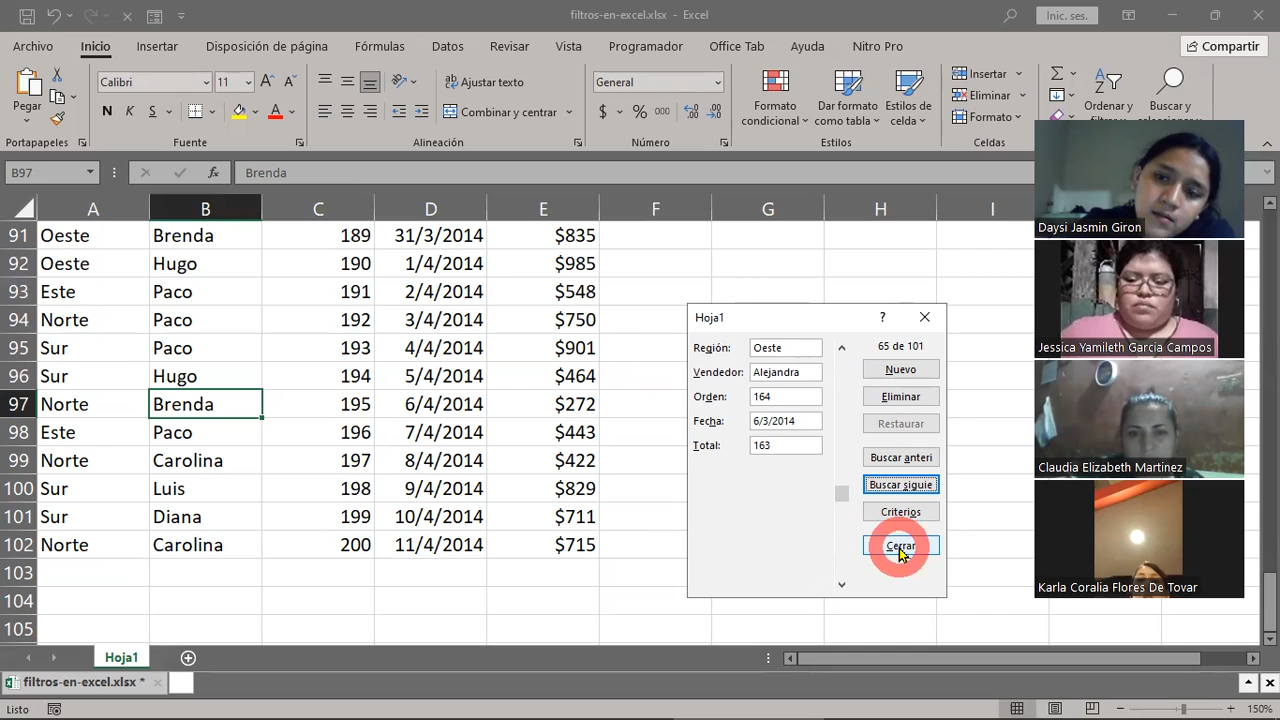 filtros-en-excel.xlsx - Excel
Inic. ses.
Archivo Inicio Insertar Disposición de página Fórmulas Datos Revisar Vista Programador Office Tab Ayuda Nitro Pro Compartir
Pegar
Calibri 11
N K S
Ajustar texto
Combinar y centrar
General
$ % 000
Formato condicional
Dar formato como tabla
Estilos de celda
Insertar
Eliminar
Formato
Ordenar y filtrar
Buscar y seleccionar
Portapapeles Fuente Alineación Número Estilos Celdas
B97 fx Brenda
A B C D E F G H I
91 Oeste Brenda 189 31/3/2014 $835
92 Oeste Hugo 190 1/4/2014 $985
93 Este Paco 191 2/4/2014 $548
94 Norte Paco 192 3/4/2014 $750
95 Sur Paco 193 4/4/2014 $901
96 Sur Hugo 194 5/4/2014 $464
97 Norte Brenda 195 6/4/2014 $272
98 Este Paco 196 7/4/2014 $443
99 Norte Carolina 197 8/4/2014 $422
100 Sur Luis 198 9/4/2014 $829
101 Sur Diana 199 10/4/2014 $711
102 Norte Carolina 200 11/4/2014 $715
103
104
105
Hoja1 ?
65 de 101
Región: Oeste
Vendedor: Alejandra
Orden: 164
Fecha: 6/3/2014
Total: 163
Nuevo
Eliminar
Restaurar
Buscar anteri
Buscar siguie
Criterios
Cerrar
Daysi Jasmin Giron
Jessica Yamileth Garcia Campos
Claudia Elizabeth Martinez
Karla Coralia Flores De Tovar
Hoja1
filtros-en-excel.xlsx *
Listo
150%